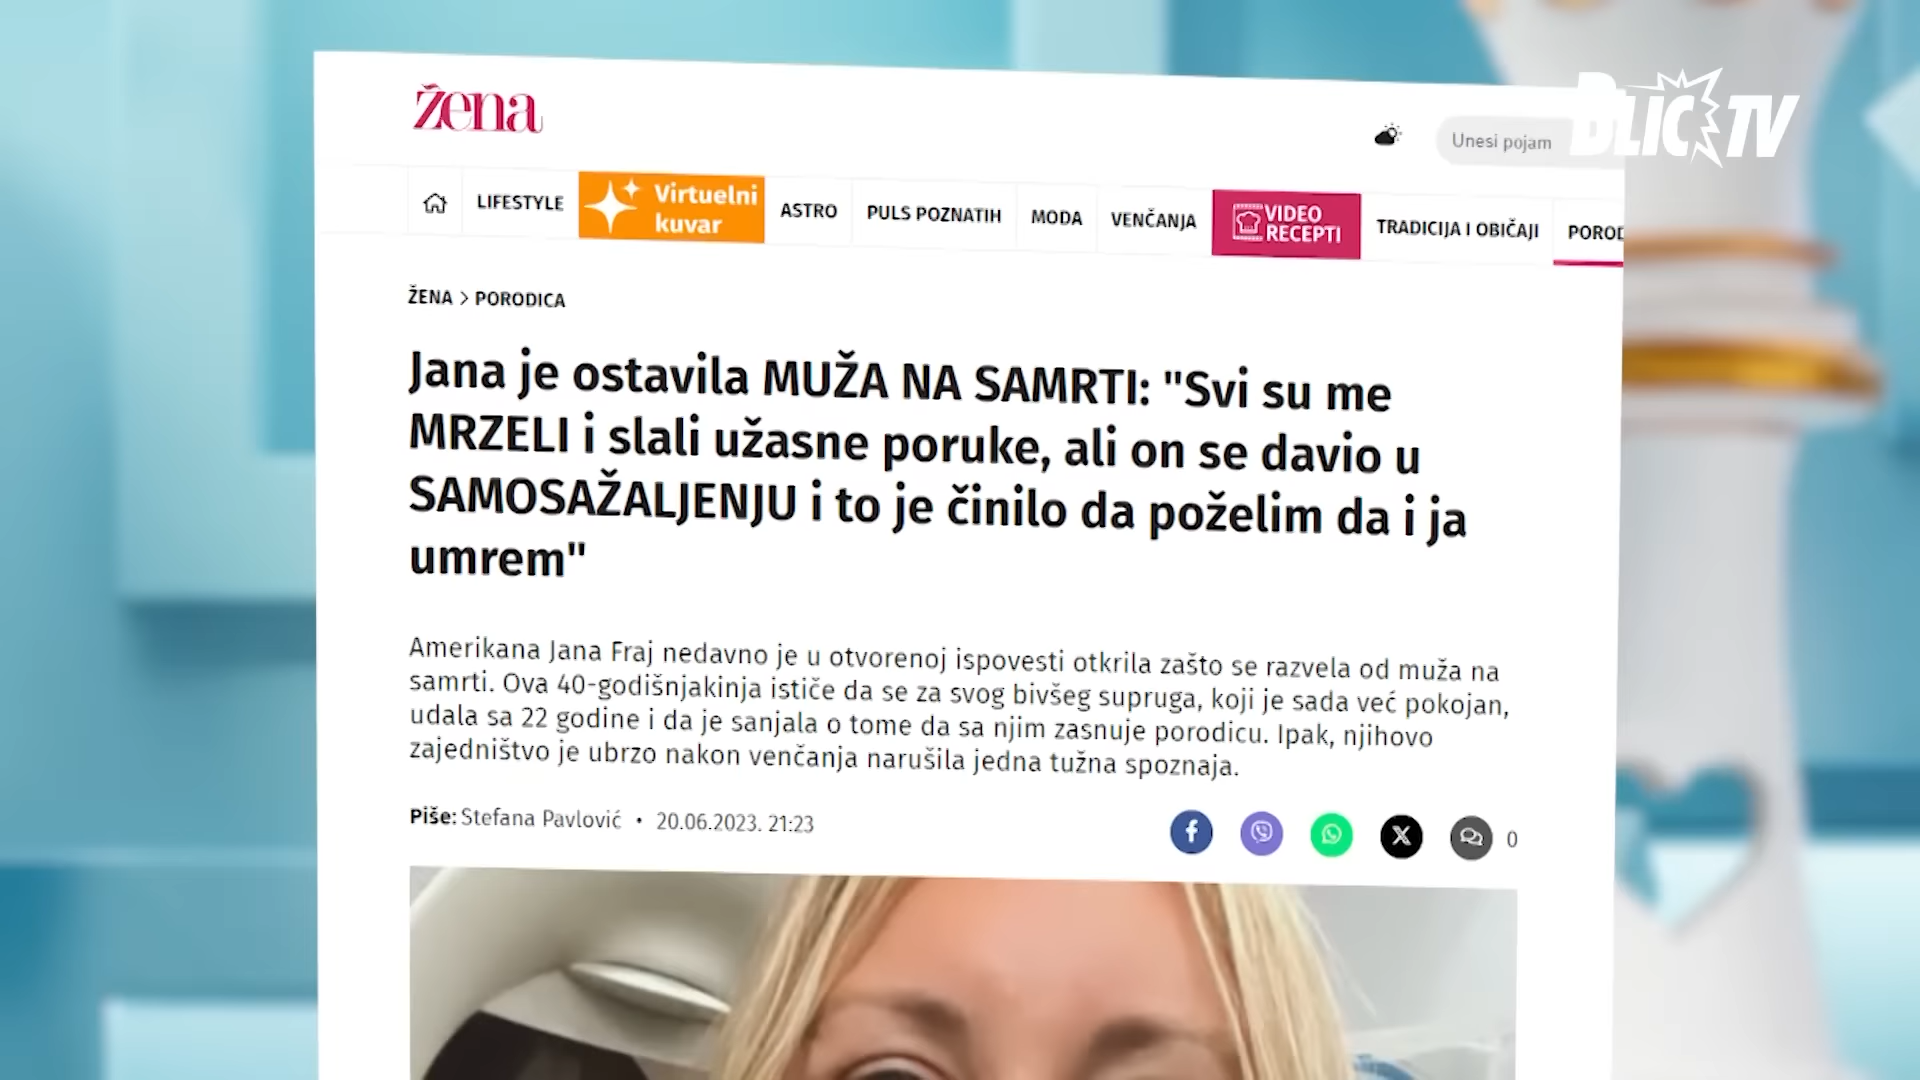 žena
BLIC TV
Unesi pojam
LIFESTYLE
Virtuelni
kuvar
ASTRO
PULS POZNATIH
MODA
VENČANJA
VIDEO
RECEPTI
TRADICIJA I OBIČAJI
POROD
ŽENA > PORODICA
Jana je ostavila MUŽA NA SAMRTI: "Svi su me
MRZELI i slali užasne poruke, ali on se davio u
SAMOSAŽALJENJU i to je činilo da poželim da i ja
umrem"
Amerikana Jana Fraj nedavno je u otvorenoj ispovesti otkrila zašto se razvela od muža na
samrti. Ova 40-godišnjakinja ističe da se za svog bivšeg supruga, koji je sada već pokojan,
udala sa 22 godine i da je sanjala o tome da sa njim zasnuje porodicu. Ipak, njihovo
zajedništvo je ubrzo nakon venčanja narušila jedna tužna spoznaja.
Piše: Stefana Pavlović • 20.06.2023. 21:23
0